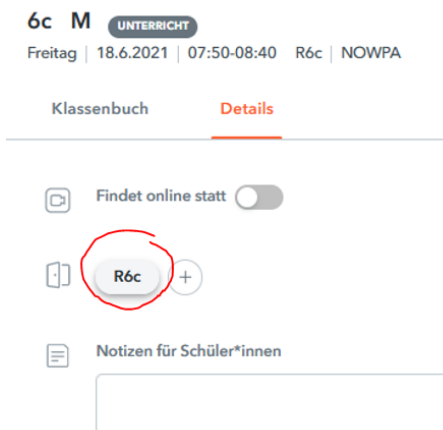 6c M UNTERRICHT
Freitag | 18.6.2021 | 07:50-08:40 R6c | NOWPA
Klassenbuch Details
Findet online statt
R6c +
Notizen für Schüler*innen